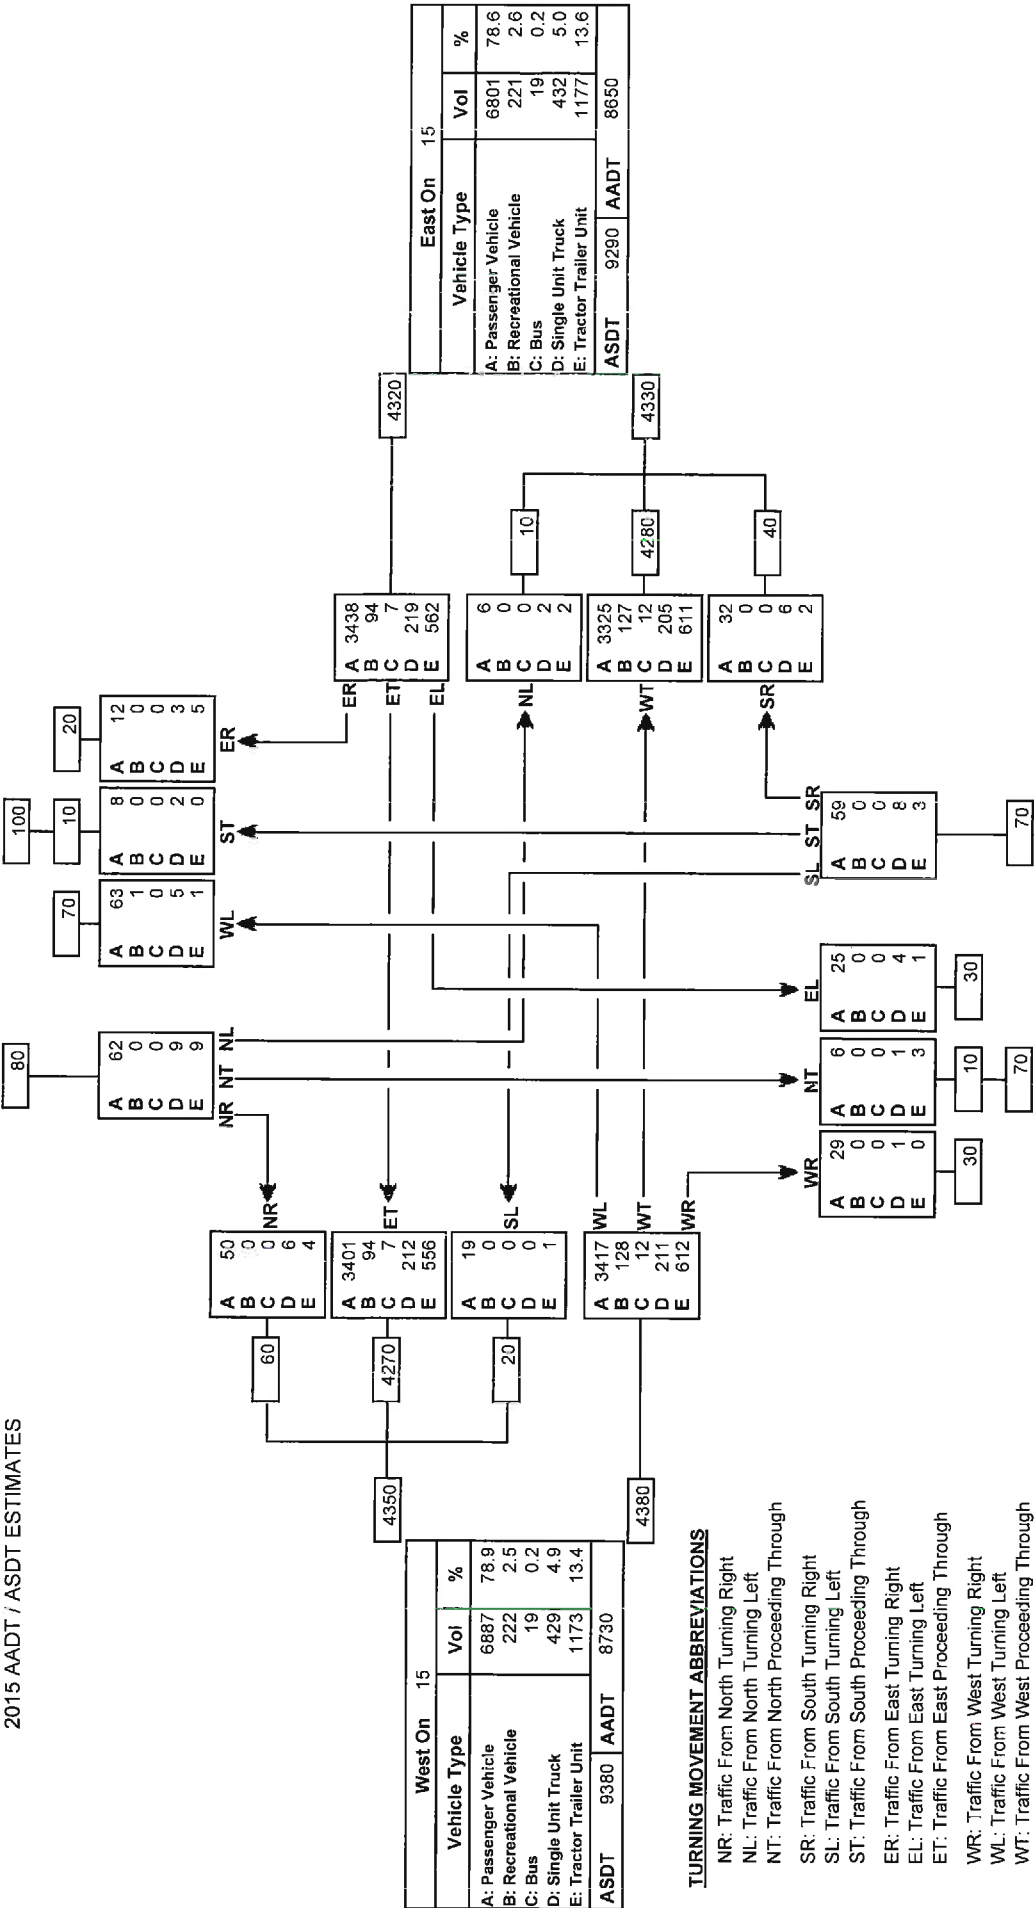 2015 AADT / ASDT ESTIMATES
80
100
70
10
20
A 62
B 0
C 0
D 9
E 9
NR NT NL
A 63
B 1
C 0
D 5
E 1
WL
A 8
B 0
C 0
D 2
E 0
ST
A 12
B 0
C 0
D 3
E 5
ER
West On 15
Vehicle Type Vol %
A: Passenger Vehicle 6887 78.9
B: Recreational Vehicle 222 2.5
C: Bus 19 0.2
D: Single Unit Truck 429 4.9
E: Tractor Trailer Unit 1173 13.4
ASDT 9380 AADT 8730
4350
4380
60
4270
20
A 50
B 0
C 0
D 6
E 4
NR
A 3401
B 94
C 7
D 212
E 556
ET
A 19
B 0
C 0
D 0
E 1
SL
A 3417
B 128
C 12
D 211
E 612
WL
WT
WR
ER
ET
EL
A 3438
B 94
C 7
D 219
E 562
NL
A 6
B 0
C 0
D 2
E 2
WT
A 3325
B 127
C 12
D 205
E 611
SR
A 32
B 0
C 0
D 6
E 2
10
4280
40
4320
4330
East On 15
Vehicle Type Vol %
A: Passenger Vehicle 6801 78.6
B: Recreational Vehicle 221 2.6
C: Bus 19 0.2
D: Single Unit Truck 432 5.0
E: Tractor Trailer Unit 1177 13.6
ASDT 9290 AADT 8650
WR
A 29
B 0
C 0
D 1
E 0
NT
A 6
B 0
C 0
D 1
E 3
EL
A 25
B 0
C 0
D 4
E 1
SL ST SR
A 59
B 0
C 0
D 8
E 3
30
10
30
70
70
TURNING MOVEMENT ABBREVIATIONS
NR: Traffic From North Turning Right
NL: Traffic From North Turning Left
NT: Traffic From North Proceeding Through
SR: Traffic From South Turning Right
SL: Traffic From South Turning Left
ST: Traffic From South Proceeding Through
ER: Traffic From East Turning Right
EL: Traffic From East Turning Left
ET: Traffic From East Proceeding Through
WR: Traffic From West Turning Right
WL: Traffic From West Turning Left
WT: Traffic From West Proceeding Through